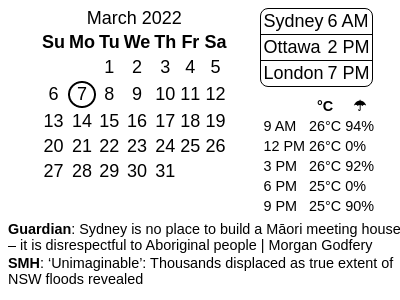 March 2022
Su Mo Tu We Th Fr Sa
1 2 3 4 5
6 7 8 9 10 11 12
13 14 15 16 17 18 19
20 21 22 23 24 25 26
27 28 29 30 31
Sydney 6 AM
Ottawa 2 PM
London 7 PM
°C ☂
9 AM 26°C 94%
12 PM 26°C 0%
3 PM 26°C 92%
6 PM 25°C 0%
9 PM 25°C 90%
Guardian: Sydney is no place to build a Māori meeting house
– it is disrespectful to Aboriginal people | Morgan Godfery
SMH: ‘Unimaginable’: Thousands displaced as true extent of
NSW floods revealed